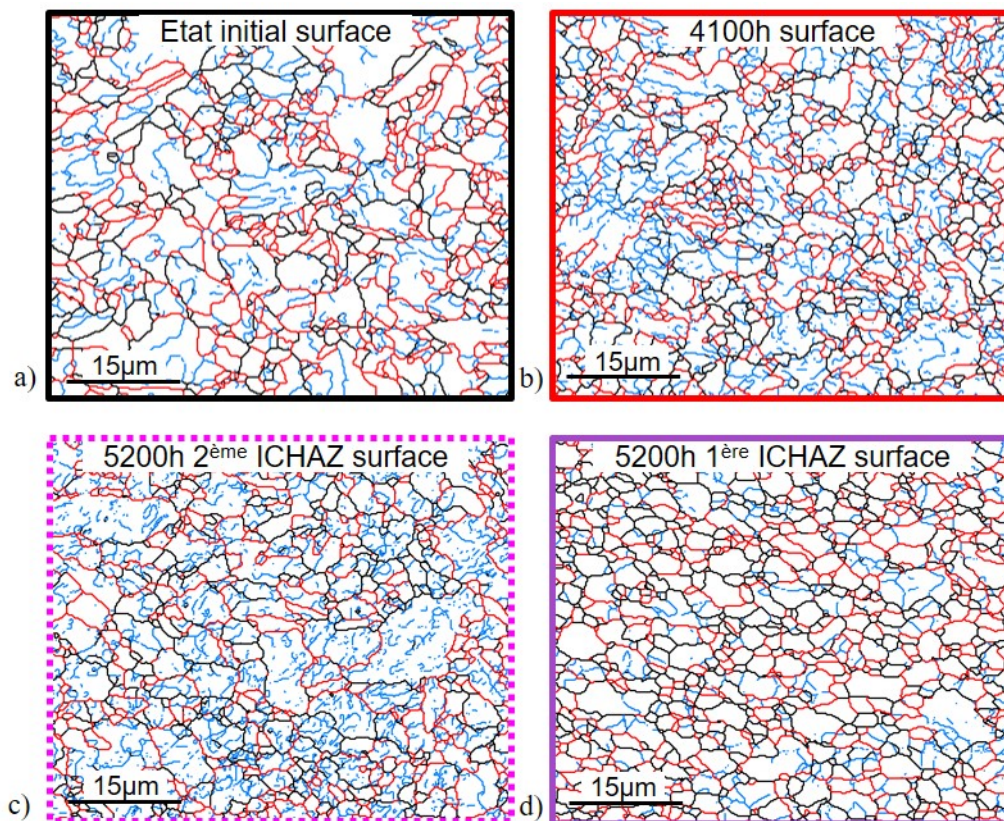 Etat initial surface
4100h surface
15µm
15µm
a)
b)
5200h 2ème ICHAZ surface
5200h 1ère ICHAZ surface
15µm
15µm
c)
d)